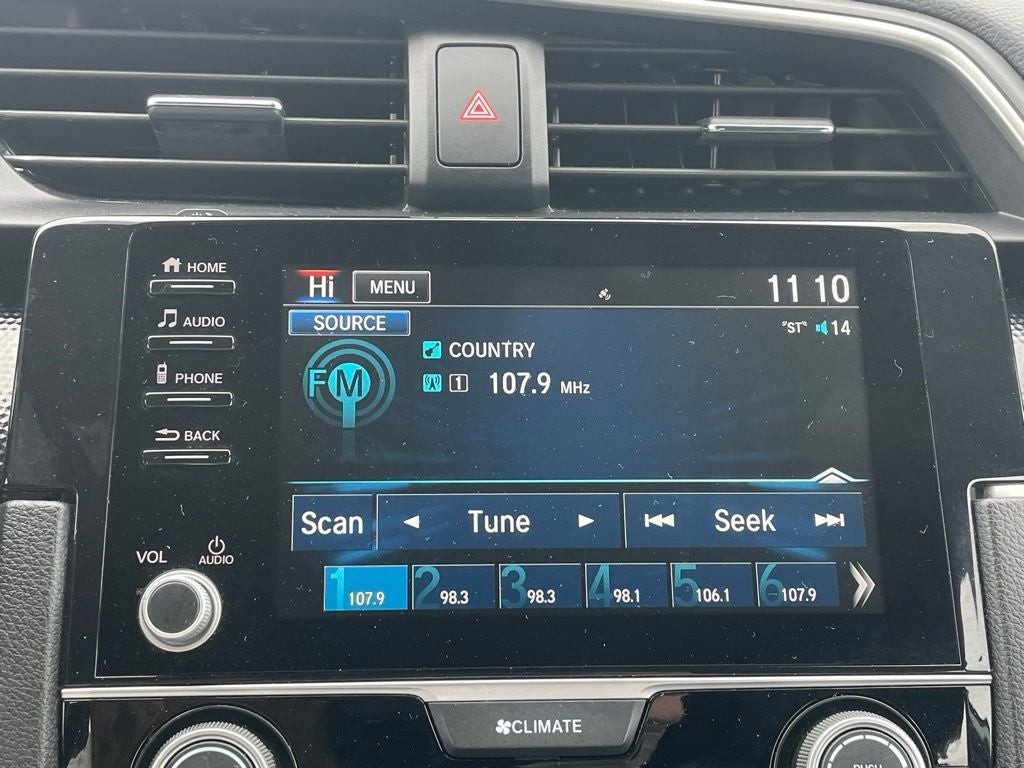 HOME
AUDIO
PHONE
BACK
VOL
AUDIO
Hi
MENU
11 10
SOURCE
"ST" 14
COUNTRY
FM
1 107.9 MHz
Scan
Tune
Seek
1 107.9
2 98.3
3 98.3
4 98.1
5 106.1
6 107.9
CLIMATE
PUSH